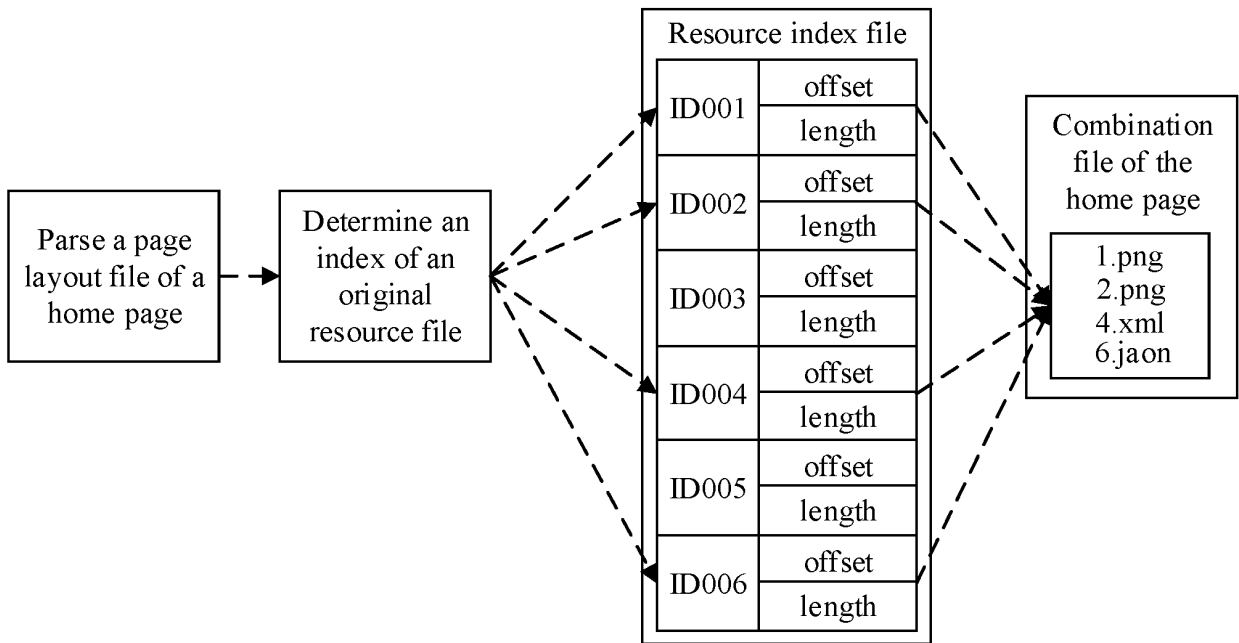 Parse a page
layout file of a
home page
Determine an
index of an
original
resource file
Resource index file
ID001
offset
length
ID002
offset
length
ID003
offset
length
ID004
offset
length
ID005
offset
length
ID006
offset
length
Combination
file of the
home page
1.png
2.png
4.xml
6.jaon